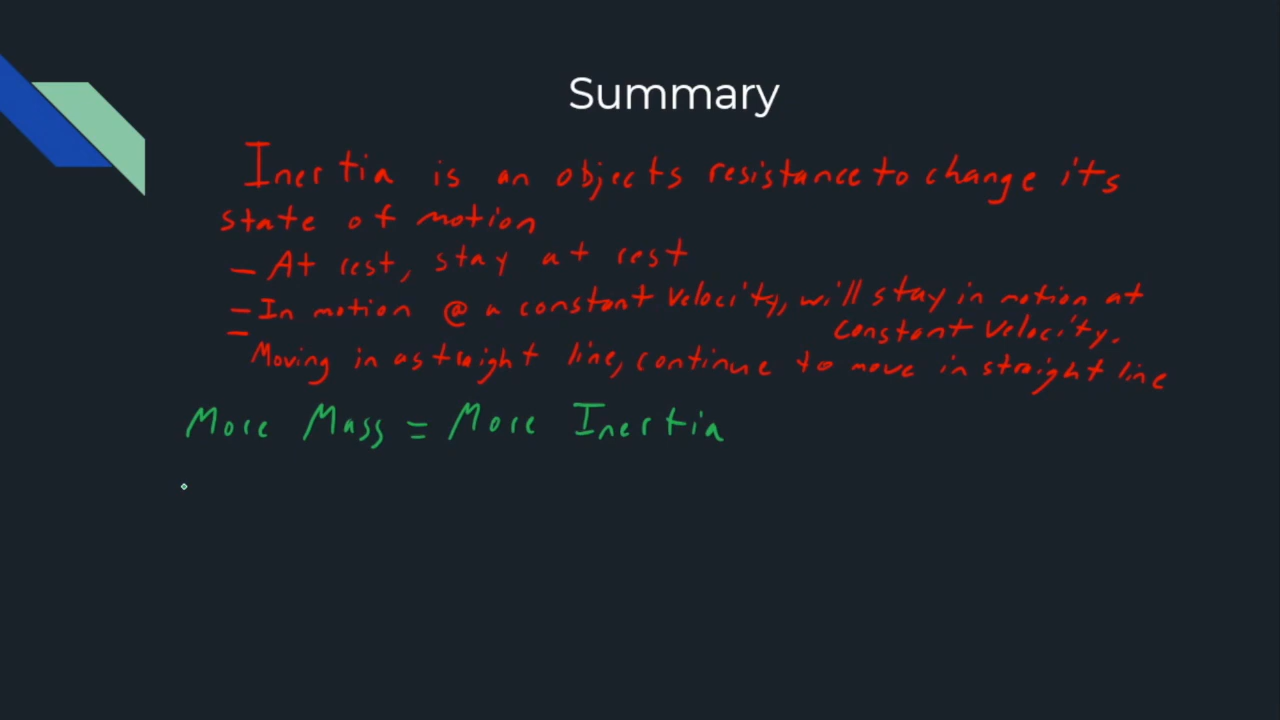 Summary
Inertia is an objects resistance to change its
state of motion
- At rest, stay at rest
- In motion @ a constant velocity, will stay in motion at
constant velocity.
- Moving in a straight line, continue to move in straight line
More Mass = More Inertia